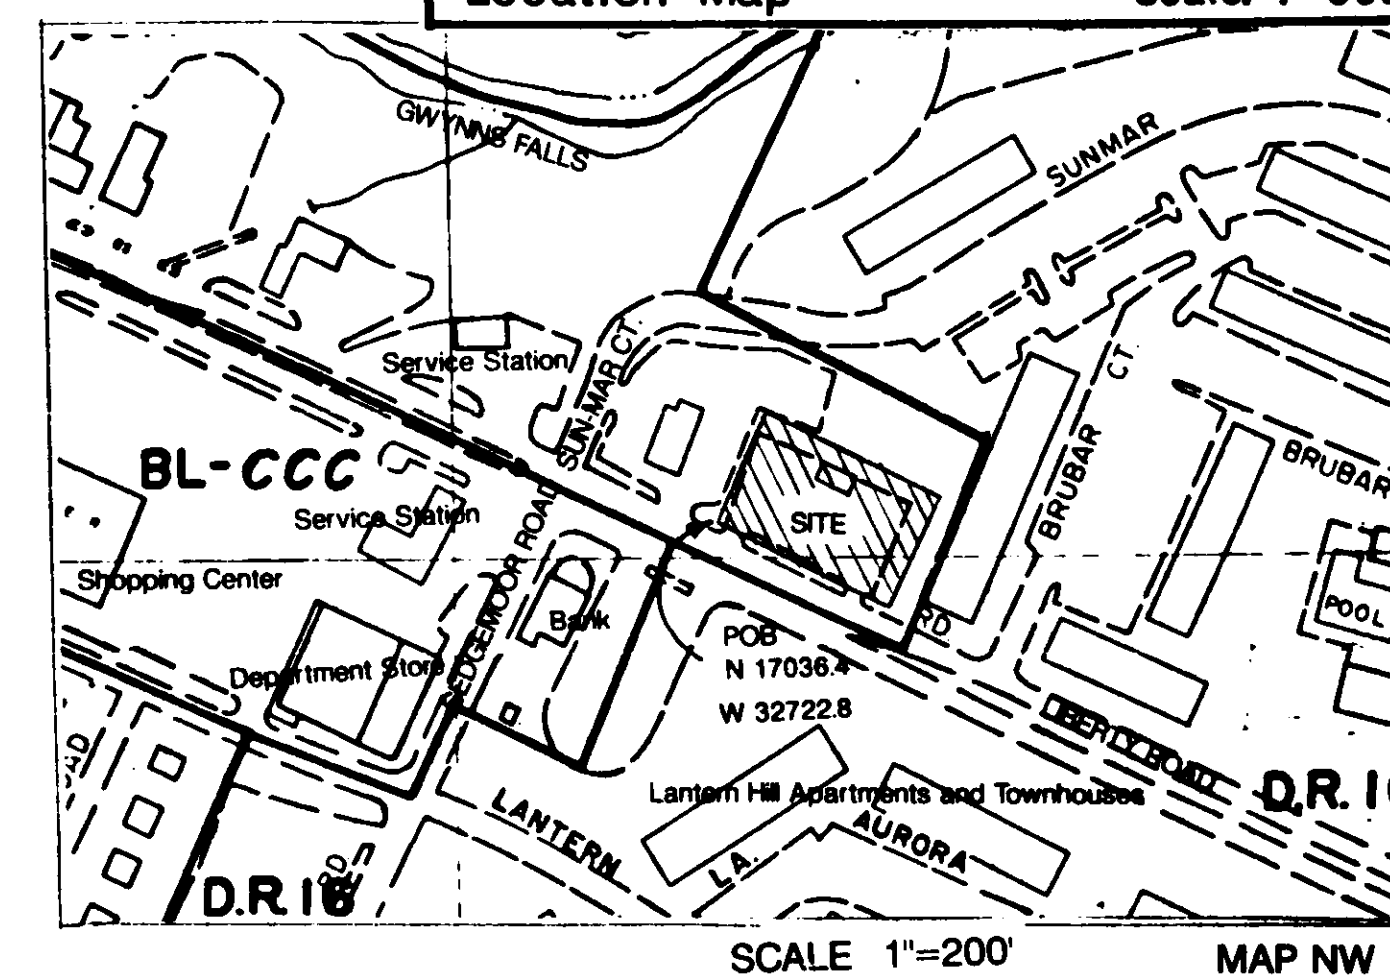 Location Map
GWYNNS FALLS
SUNMAR
Service Station
SUN-MAR CT.
CT
BL-CCC
BRUBAR
BRUBAR
Service Station
SITE
SEDGEMOOR ROAD
Shopping Center
Bank
RD
POOL
POB
Department Store
N 17036.4
W 32722.8
LIBERTY ROAD
Lantern Hill Apartments and Townhouses
D.R.
LANTERN
AURORA
LA.
D.R. 16
RD
SCALE 1"=200'
MAP NW